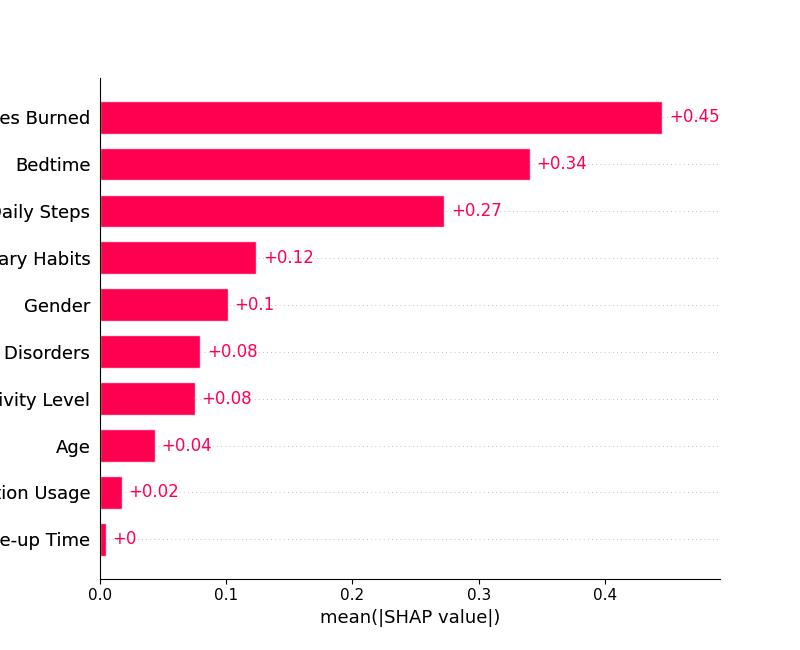 es Burned +0.45
Bedtime +0.34
aily Steps +0.27
ary Habits +0.12
Gender +0.1
Disorders +0.08
ivity Level +0.08
Age +0.04
tion Usage +0.02
e-up Time +0
0.0 0.1 0.2 0.3 0.4
mean(|SHAP value|)